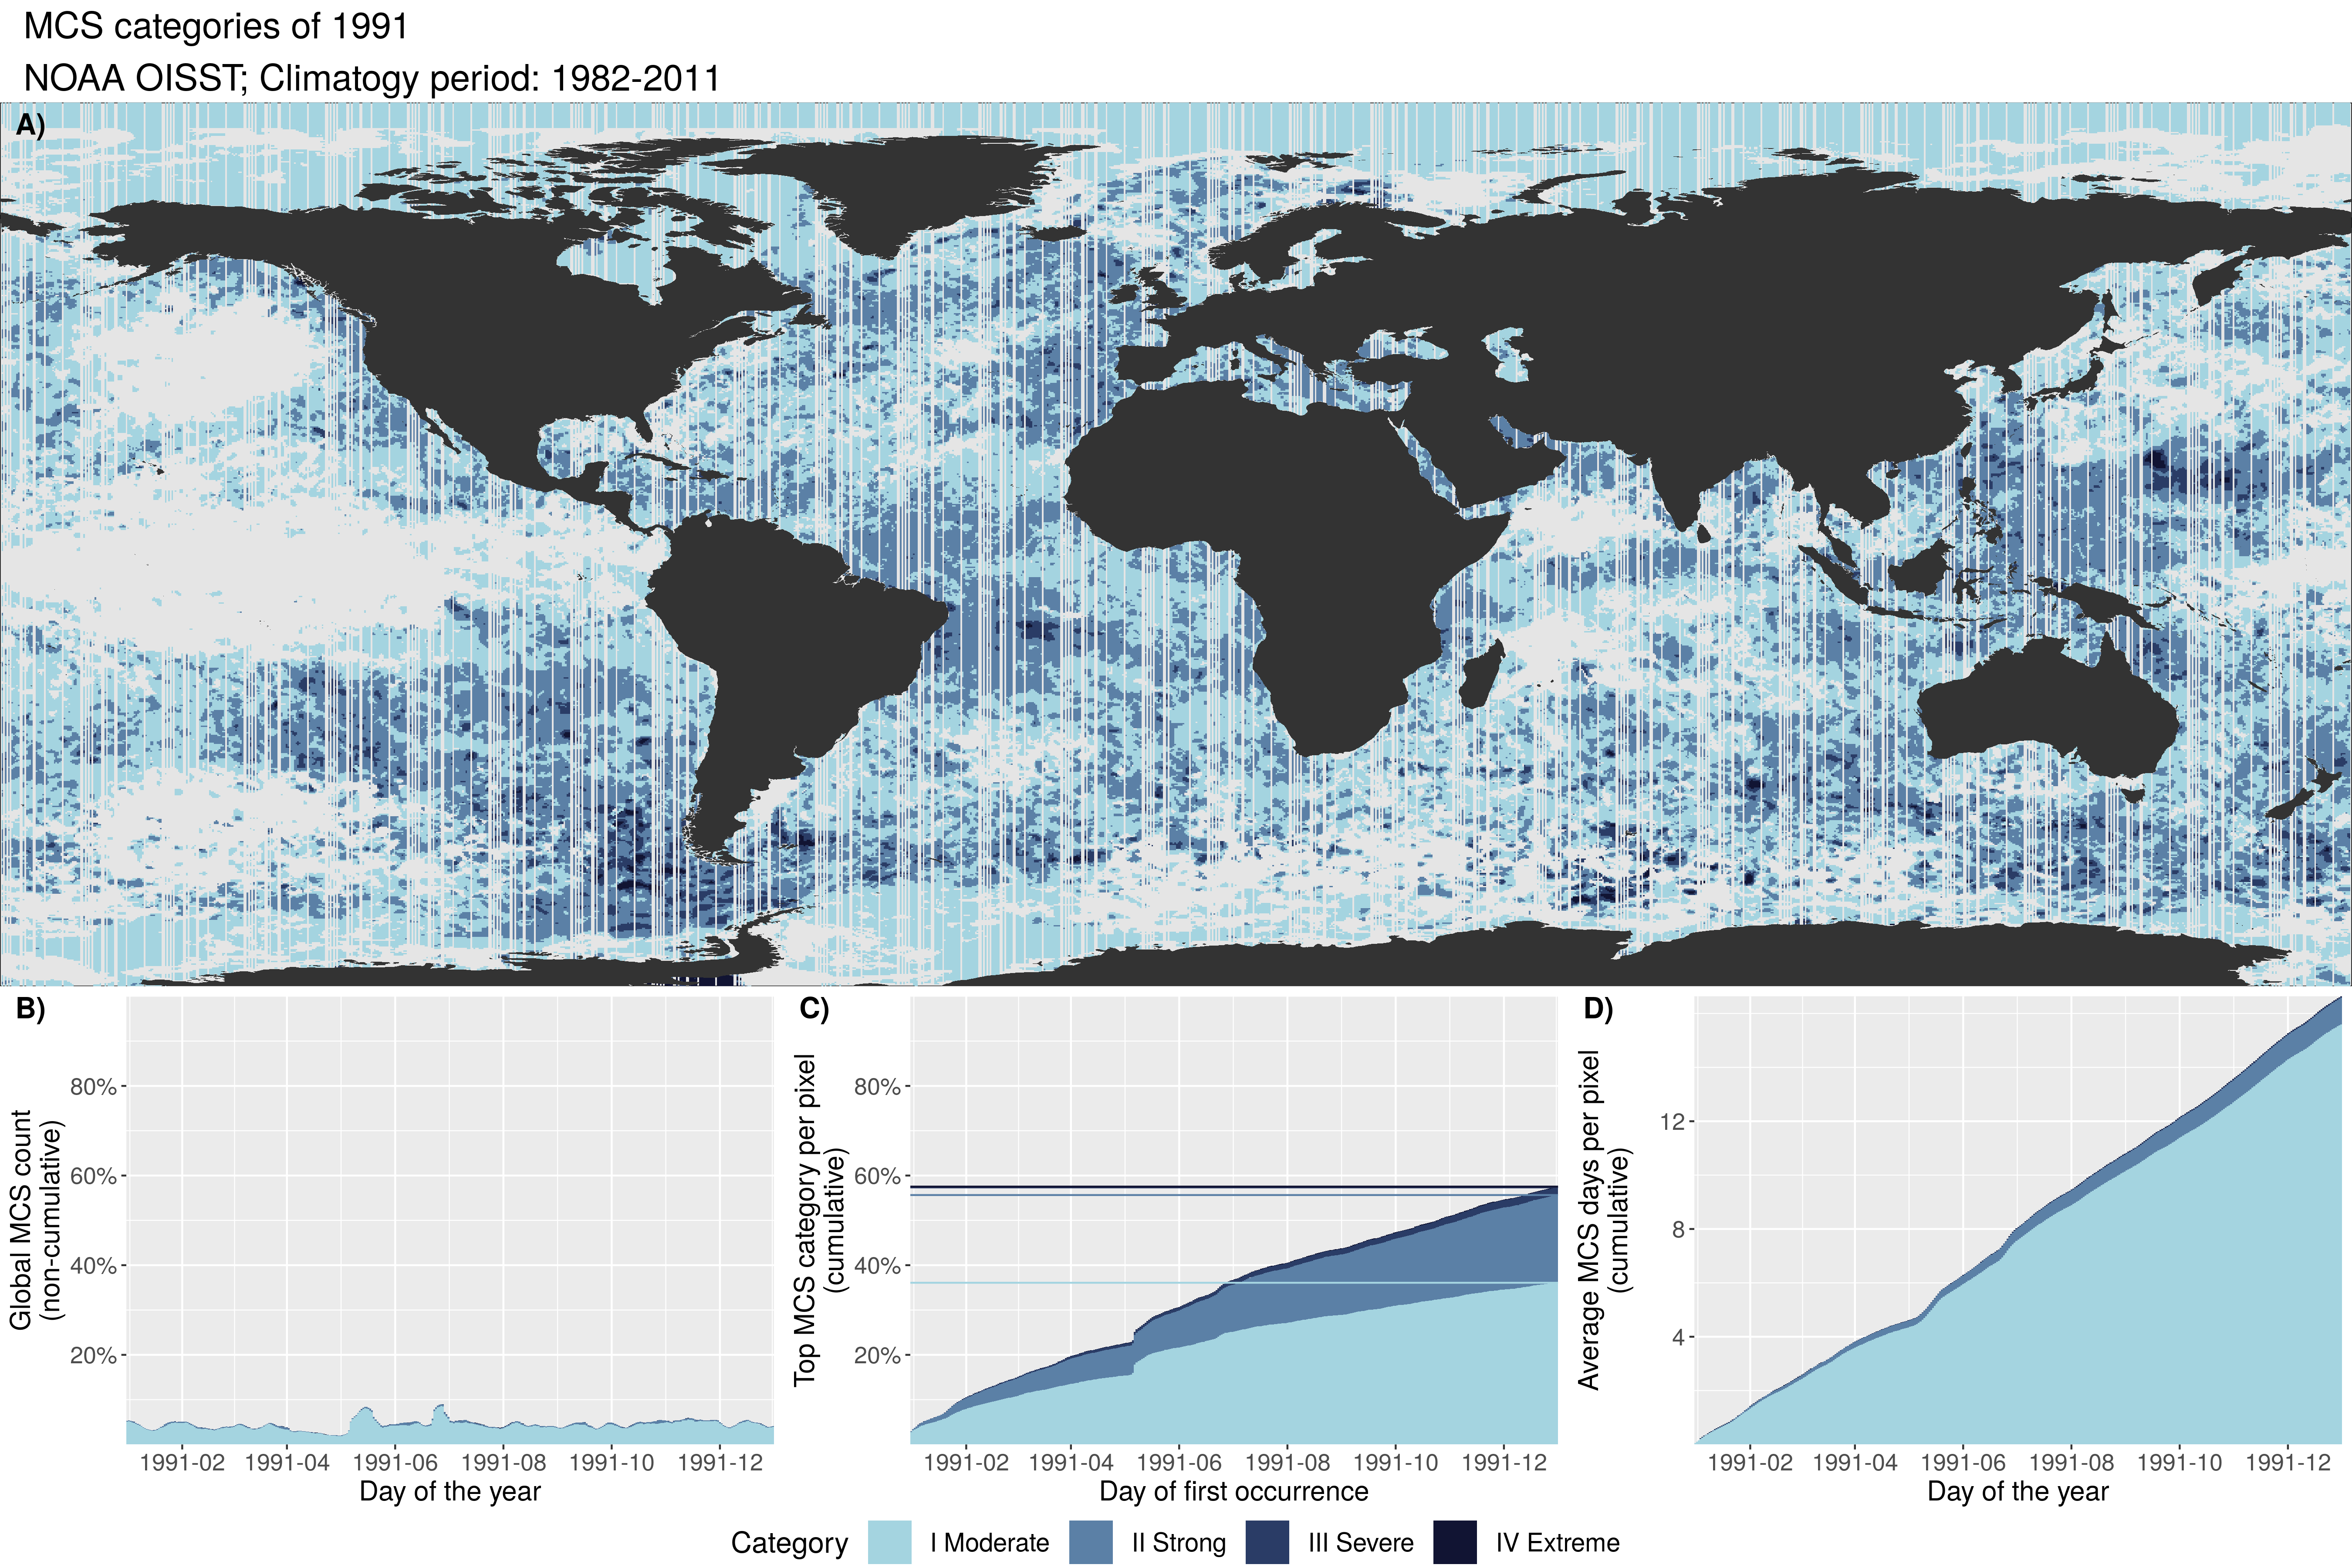 MCS categories of 1991
NOAA OISST; Climatogy period: 1982-2011
A)
B)
Global MCS count
(non-cumulative)
80%
60%
40%
20%
1991-02 1991-04 1991-06 1991-08 1991-10 1991-12
Day of the year
C)
Top MCS category per pixel
(cumulative)
80%
60%
40%
20%
1991-02 1991-04 1991-06 1991-08 1991-10 1991-12
Day of first occurrence
D)
Average MCS days per pixel
(cumulative)
12
8
4
1991-02 1991-04 1991-06 1991-08 1991-10 1991-12
Day of the year
Category I Moderate II Strong III Severe IV Extreme